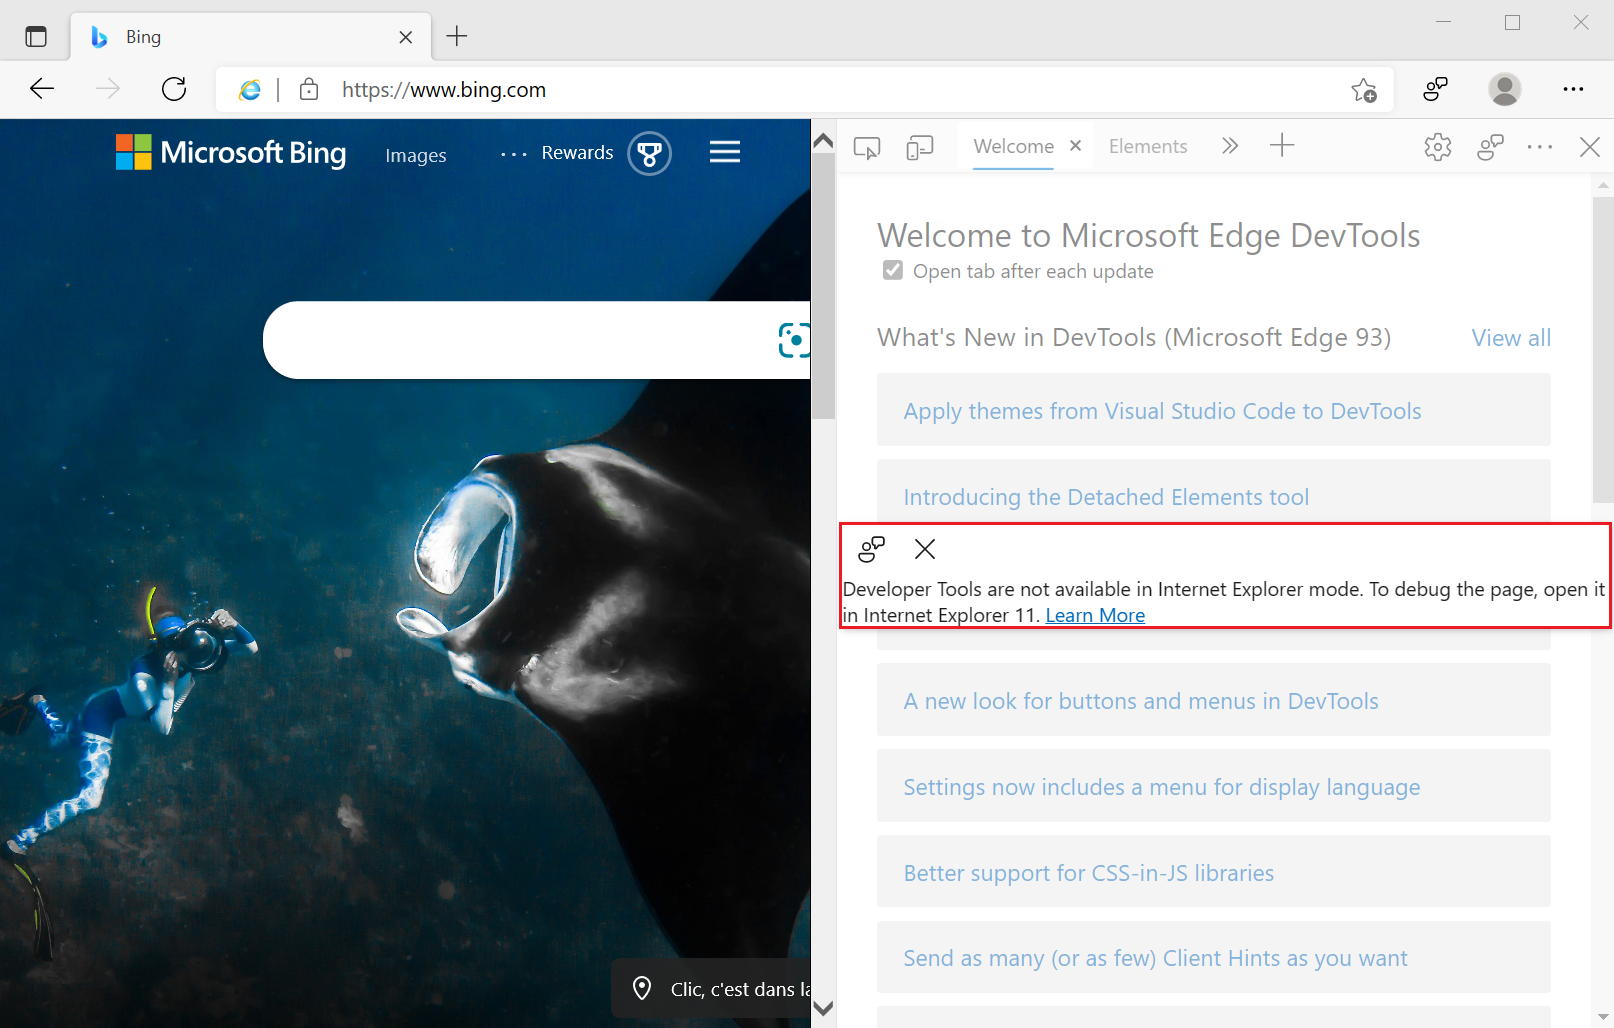 Bing
https://www.bing.com
Microsoft Bing
Images
Rewards
Clic, c'est dans la
Welcome
Elements
Welcome to Microsoft Edge DevTools
Open tab after each update
What's New in DevTools (Microsoft Edge 93)
View all
Apply themes from Visual Studio Code to DevTools
Introducing the Detached Elements tool
Developer Tools are not available in Internet Explorer mode. To debug the page, open it
in Internet Explorer 11. Learn More
A new look for buttons and menus in DevTools
Settings now includes a menu for display language
Better support for CSS-in-JS libraries
Send as many (or as few) Client Hints as you want